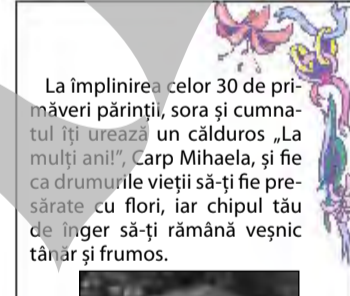 La împlinirea celor 30 de pri-
măveri părinții, sora și cumna-
tul îți urează un călduros „La
mulți ani!”, Carp Mihaela, și fie
ca drumurile vieții să-ți fie pre-
sărate cu flori, iar chipul tău
de înger să-ți rămână veșnic
tânăr și frumos.